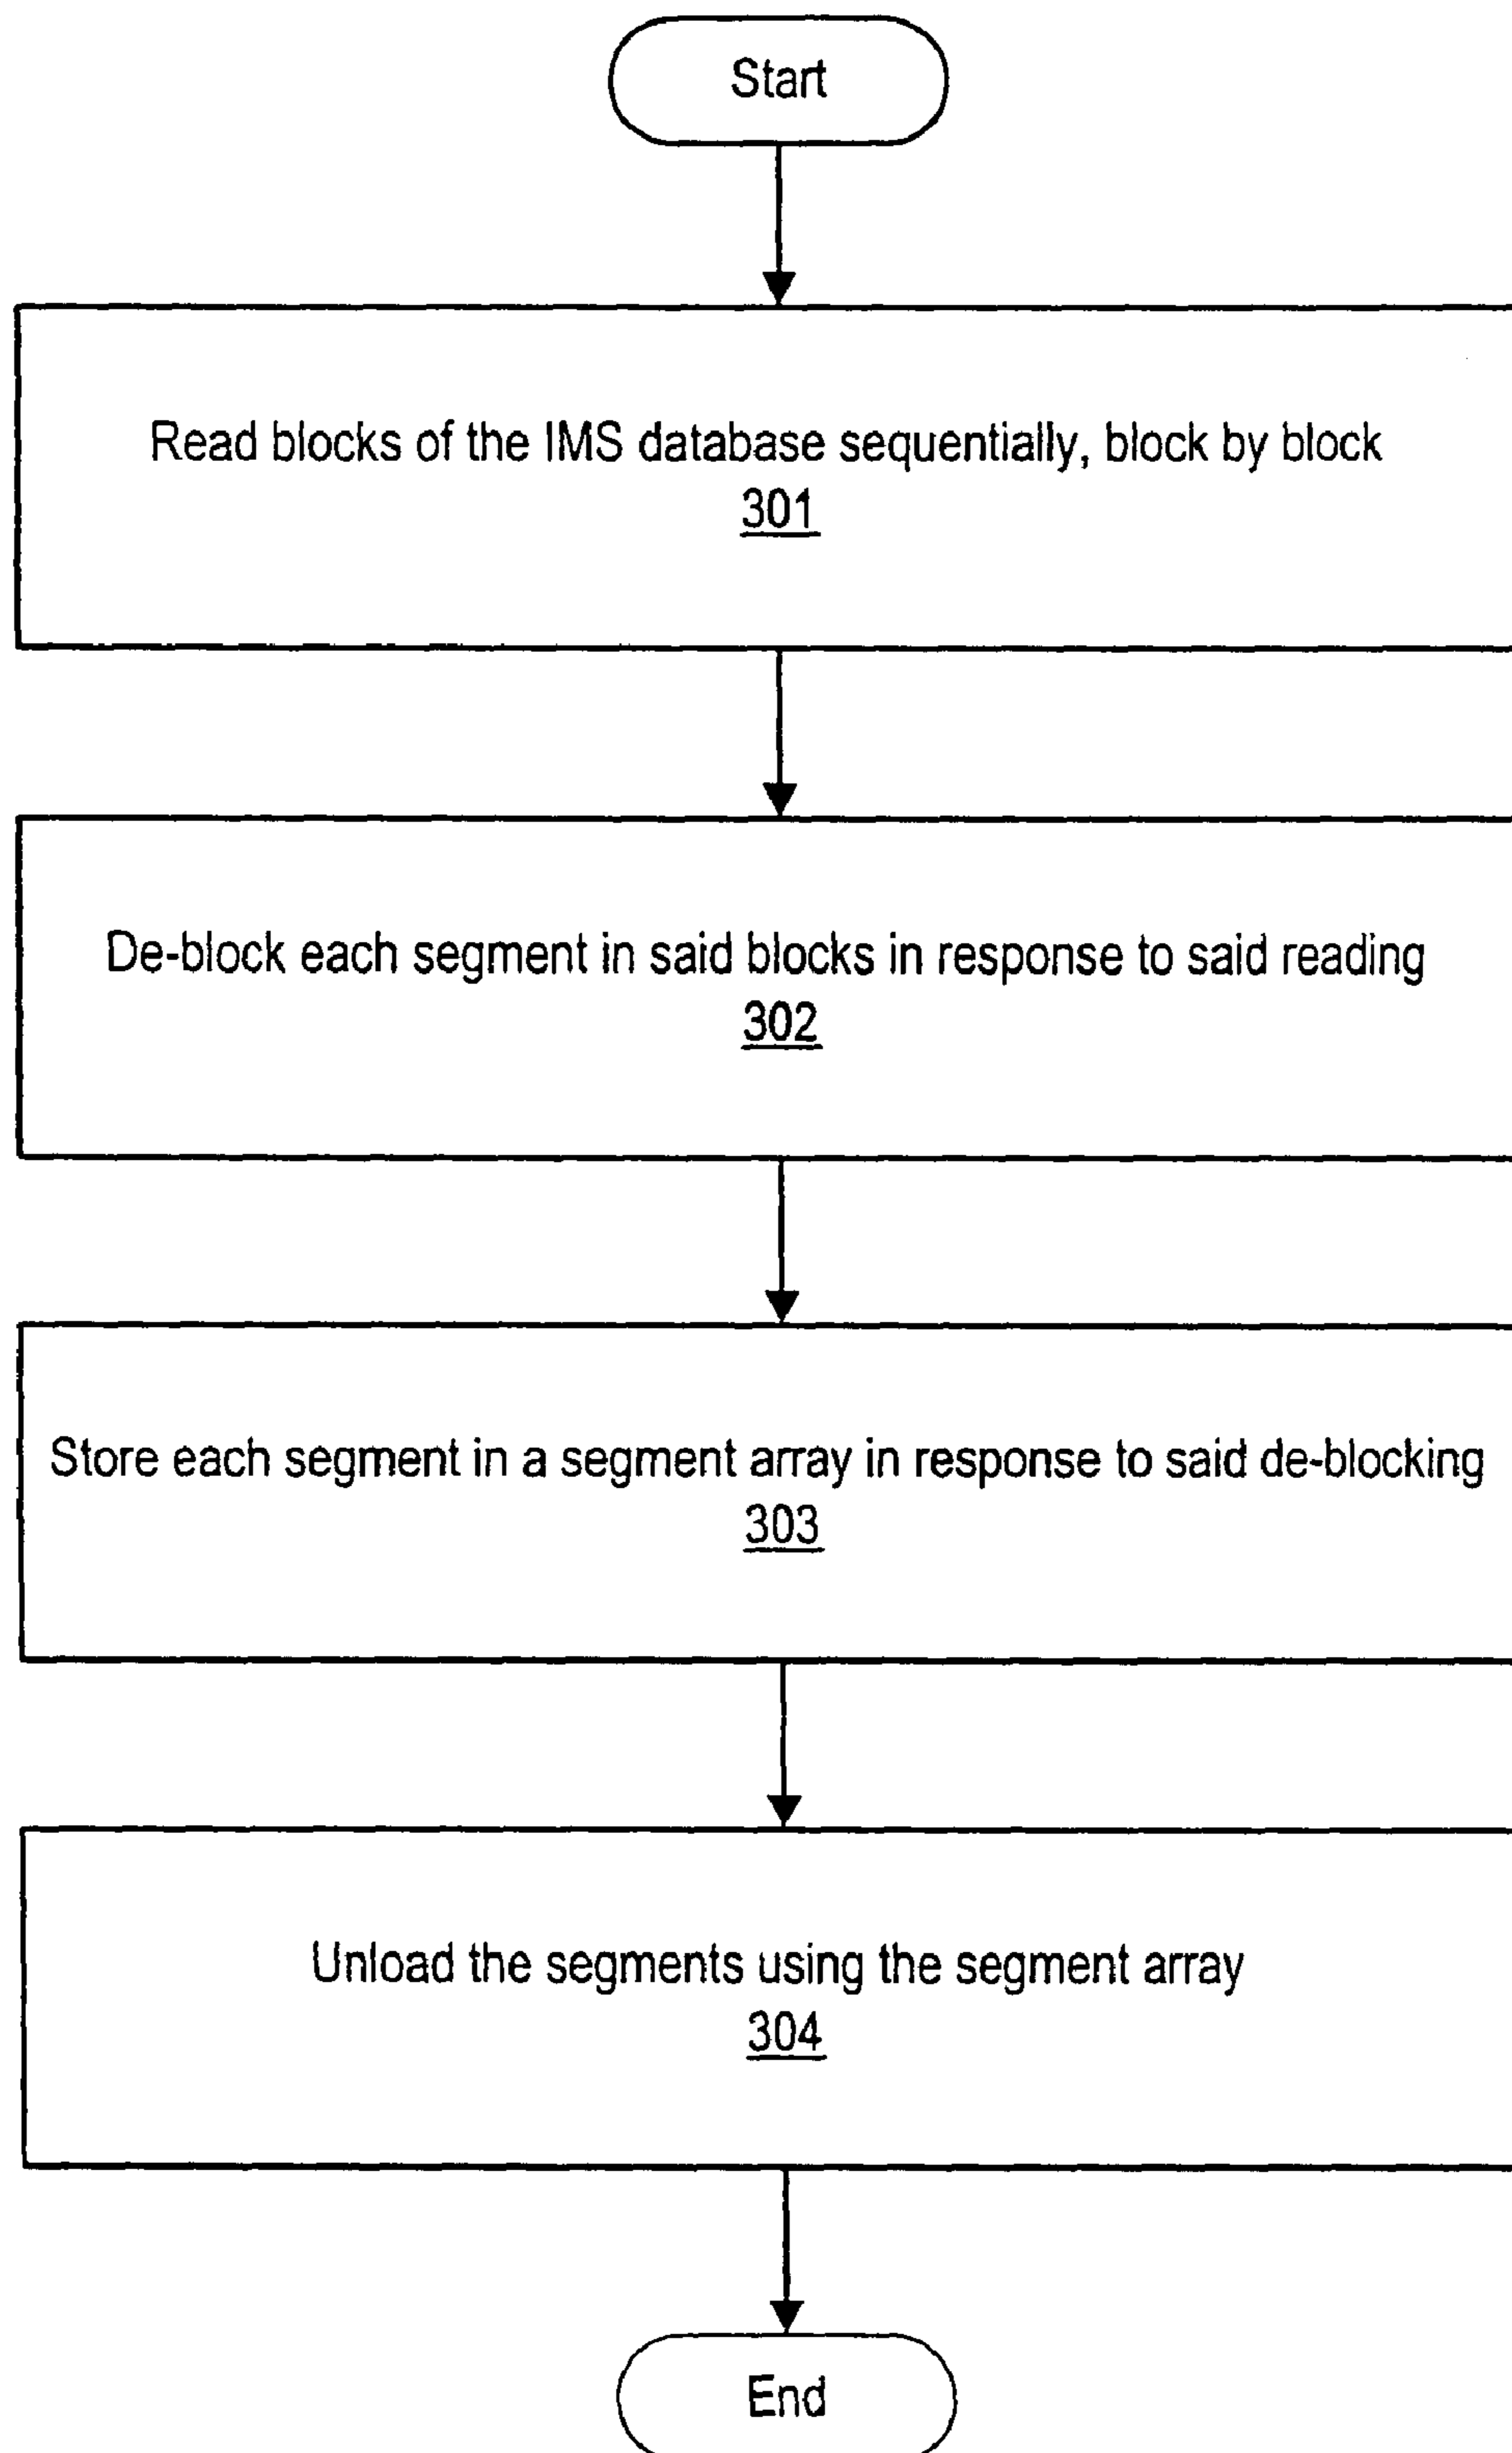 Start
Read blocks of the IMS database sequentially, block by block
301
De-block each segment in said blocks in response to said reading
302
Store each segment in a segment array in response to said de-blocking
303
Unload the segments using the segment array
304
End